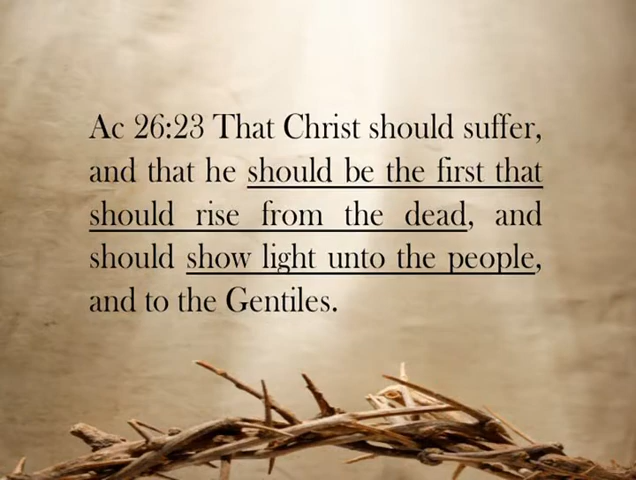 Ac 26:23 That Christ should suffer,
and that he should be the first that
should rise from the dead, and
should show light unto the people,
and to the Gentiles.